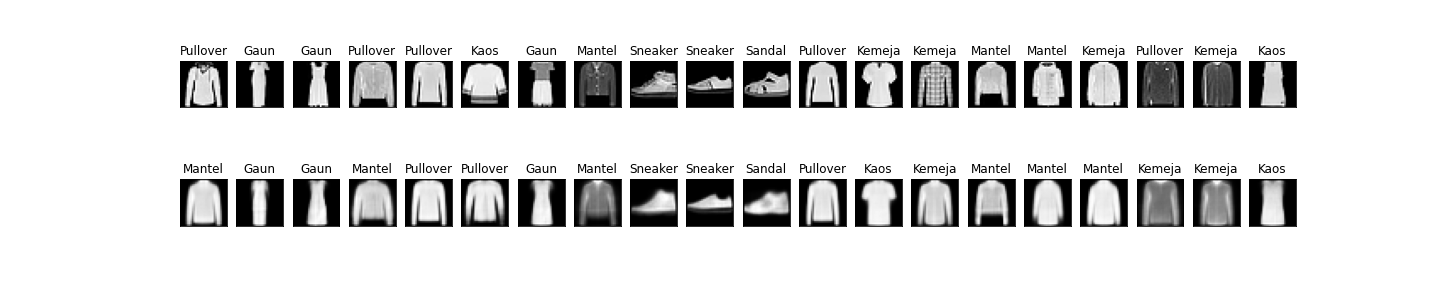 Pullover Gaun Gaun Pullover Pullover Kaos Gaun Mantel Sneaker Sneaker Sandal Pullover Kemeja Kemeja Mantel Mantel Kemeja Pullover Kemeja Kaos
Mantel Gaun Gaun Mantel Pullover Pullover Gaun Mantel Sneaker Sneaker Sandal Pullover Kaos Kemeja Mantel Mantel Mantel Kemeja Kemeja Kaos